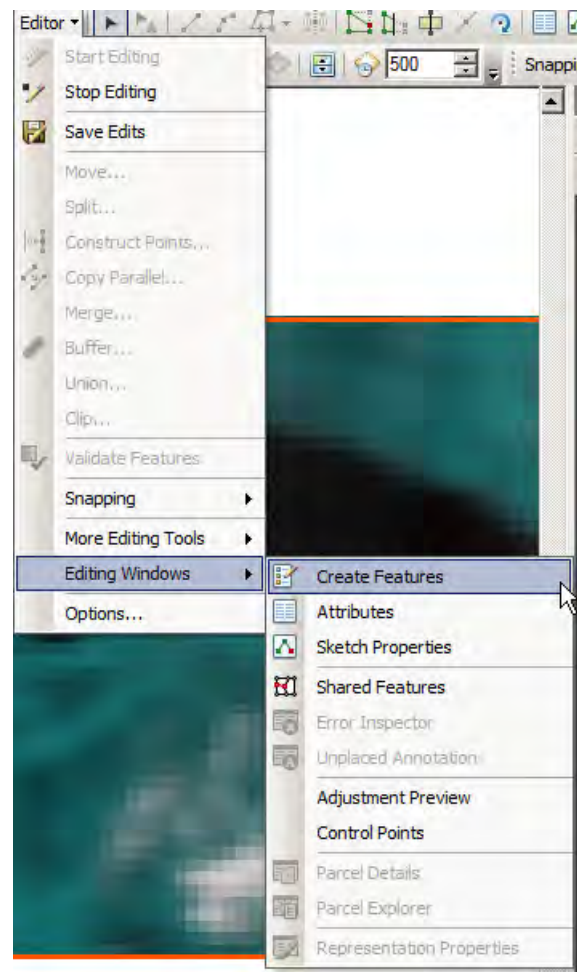 Editor
Start Editing
500
Snappi
Stop Editing
Save Edits
Move...
Split...
Construct Points...
Copy Parallel...
Merge...
Buffer...
Union...
Clip...
Validate Features
Snapping
More Editing Tools
Editing Windows
Options...
Create Features
Attributes
Sketch Properties
Shared Features
Error Inspector
Unplaced Annotation
Adjustment Preview
Control Points
Parcel Details
Parcel Explorer
Representation Properties